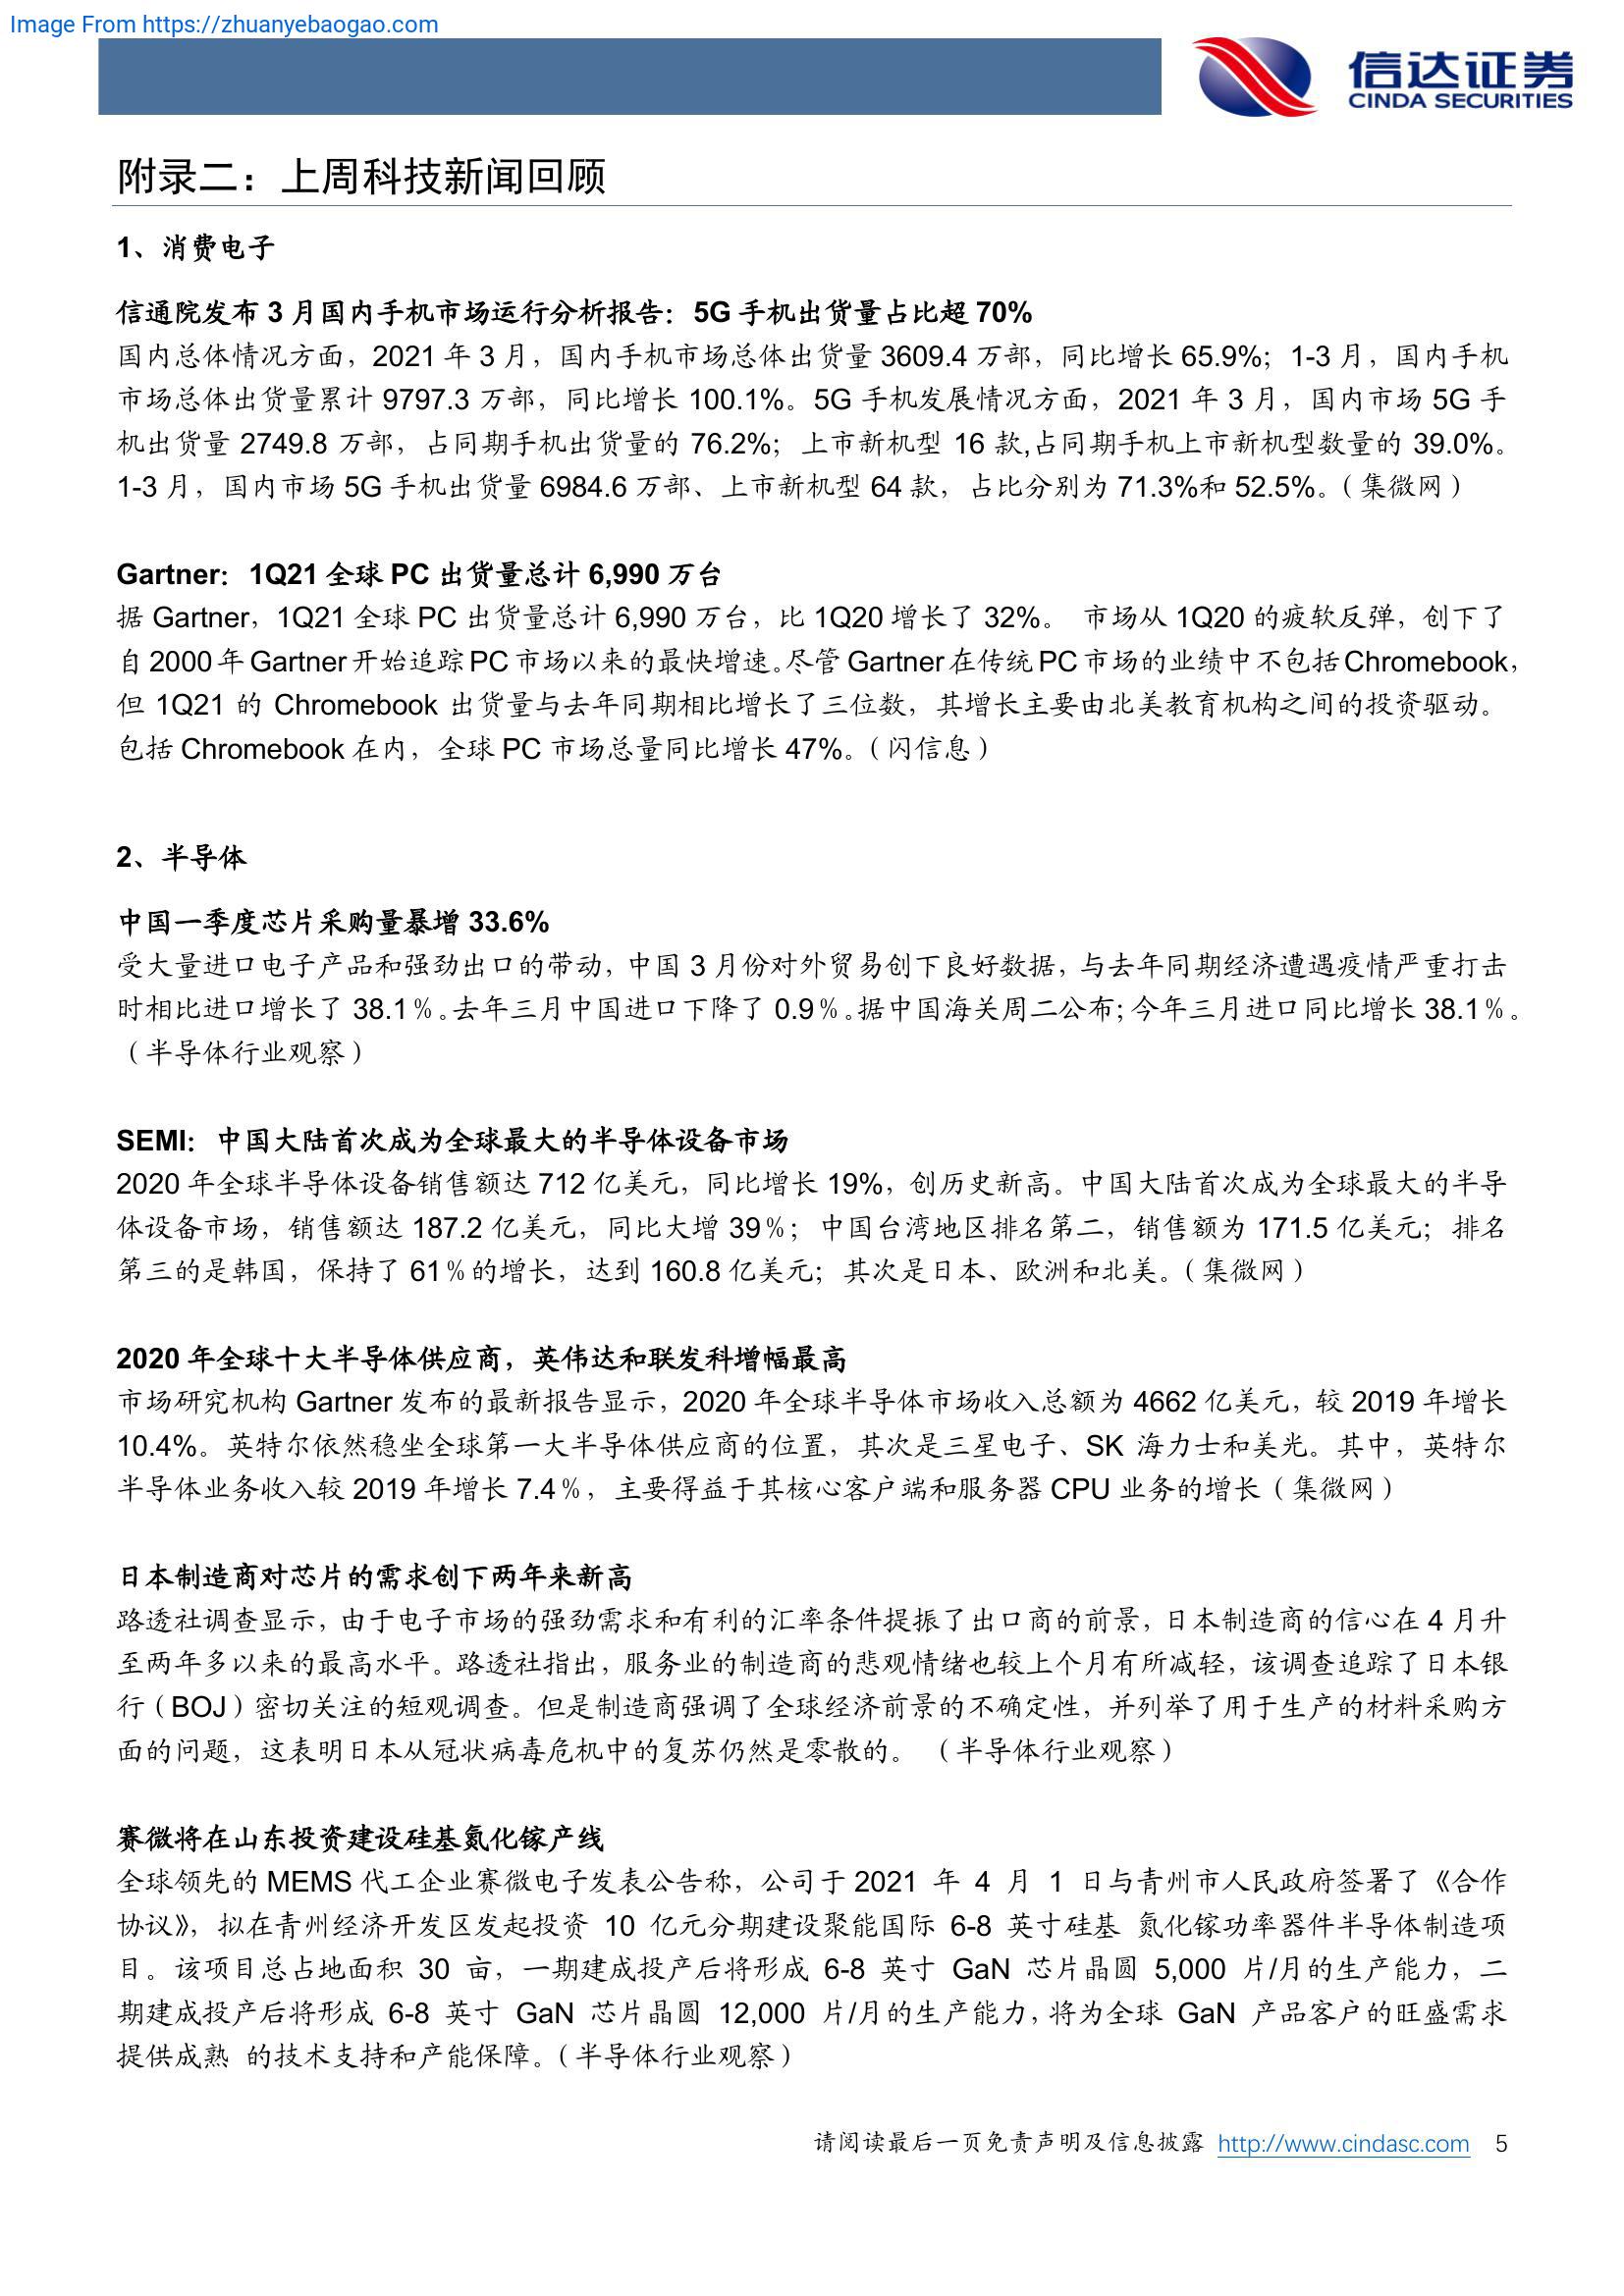 Image From https://zhuanyebaogao.com
信达证券
CINDA SECURITIES
附录二：上周科技新闻回顾
1、消费电子
信通院发布 3 月国内手机市场运行分析报告：5G 手机出货量占比超 70%
国内总体情况方面，2021 年 3 月，国内手机市场总体出货量 3609.4 万部，同比增长 65.9%；1-3 月，国内手机
市场总体出货量累计 9797.3 万部，同比增长 100.1%。5G 手机发展情况方面，2021 年 3 月，国内市场 5G 手
机出货量 2749.8 万部，占同期手机出货量的 76.2%；上市新机型 16 款,占同期手机上市新机型数量的 39.0%。
1-3 月，国内市场 5G 手机出货量 6984.6 万部、上市新机型 64 款，占比分别为 71.3%和 52.5%。（集微网）
Gartner：1Q21 全球 PC 出货量总计 6,990 万台
据 Gartner，1Q21 全球 PC 出货量总计 6,990 万台，比 1Q20 增长了 32%。 市场从 1Q20 的疲软反弹，创下了
自 2000 年 Gartner 开始追踪 PC 市场以来的最快增速。尽管 Gartner 在传统 PC 市场的业绩中不包括 Chromebook，
但 1Q21 的 Chromebook 出货量与去年同期相比增长了三位数，其增长主要由北美教育机构之间的投资驱动。
包括 Chromebook 在内，全球 PC 市场总量同比增长 47%。（闪信息）
2、半导体
中国一季度芯片采购量暴增 33.6%
受大量进口电子产品和强劲出口的带动，中国 3 月份对外贸易创下良好数据，与去年同期经济遭遇疫情严重打击
时相比进口增长了 38.1％。去年三月中国进口下降了 0.9％。据中国海关周二公布；今年三月进口同比增长 38.1％。
（半导体行业观察）
SEMI：中国大陆首次成为全球最大的半导体设备市场
2020 年全球半导体设备销售额达 712 亿美元，同比增长 19%，创历史新高。中国大陆首次成为全球最大的半导
体设备市场，销售额达 187.2 亿美元，同比大增 39％；中国台湾地区排名第二，销售额为 171.5 亿美元；排名
第三的是韩国，保持了 61％的增长，达到 160.8 亿美元；其次是日本、欧洲和北美。（集微网）
2020 年全球十大半导体供应商，英伟达和联发科增幅最高
市场研究机构 Gartner 发布的最新报告显示，2020 年全球半导体市场收入总额为 4662 亿美元，较 2019 年增长
10.4%。英特尔依然稳坐全球第一大半导体供应商的位置，其次是三星电子、SK 海力士和美光。其中，英特尔
半导体业务收入较 2019 年增长 7.4％，主要得益于其核心客户端和服务器 CPU 业务的增长（集微网）
日本制造商对芯片的需求创下两年来新高
路透社调查显示，由于电子市场的强劲需求和有利的汇率条件提振了出口商的前景，日本制造商的信心在 4 月升
至两年多以来的最高水平。路透社指出，服务业的制造商的悲观情绪也较上个月有所减轻，该调查追踪了日本银
行（BOJ）密切关注的短观调查。但是制造商强调了全球经济前景的不确定性，并列举了用于生产的材料采购方
面的问题，这表明日本从冠状病毒危机中的复苏仍然是零散的。 （半导体行业观察）
赛微将在山东投资建设硅基氮化镓产线
全球领先的 MEMS 代工企业赛微电子发表公告称，公司于 2021 年 4 月 1 日与青州市人民政府签署了《合作
协议》，拟在青州经济开发区发起投资 10 亿元分期建设聚能国际 6-8 英寸硅基 氮化镓功率器件半导体制造项
目。该项目总占地面积 30 亩，一期建成投产后将形成 6-8 英寸 GaN 芯片晶圆 5,000 片/月的生产能力，二
期建成投产后将形成 6-8 英寸 GaN 芯片晶圆 12,000 片/月的生产能力，将为全球 GaN 产品客户的旺盛需求
提供成熟 的技术支持和产能保障。（半导体行业观察）
请阅读最后一页免责声明及信息披露 http://www.cindasc.com 5